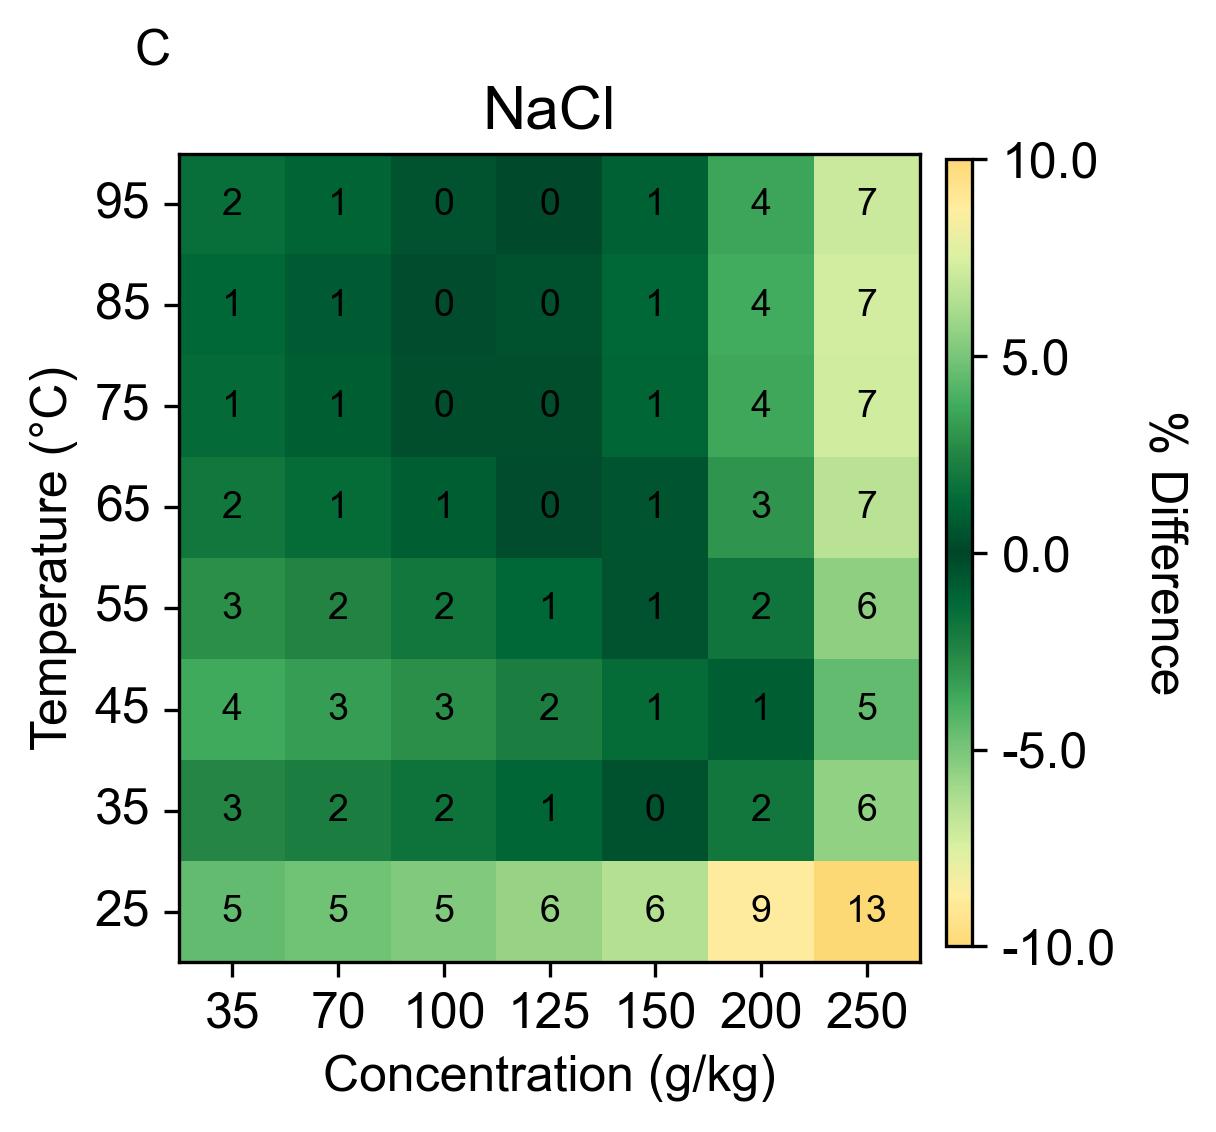 C
NaCl
95 2 1 0 0 1 4 7
85 1 1 0 0 1 4 7
75 1 1 0 0 1 4 7
65 2 1 1 0 1 3 7
55 3 2 2 1 1 2 6
45 4 3 3 2 1 1 5
35 3 2 2 1 0 2 6
25 5 5 5 6 6 9 13
35 70 100 125 150 200 250
Concentration (g/kg)
Temperature (°C)
10.0
5.0
0.0
-5.0
-10.0
% Difference